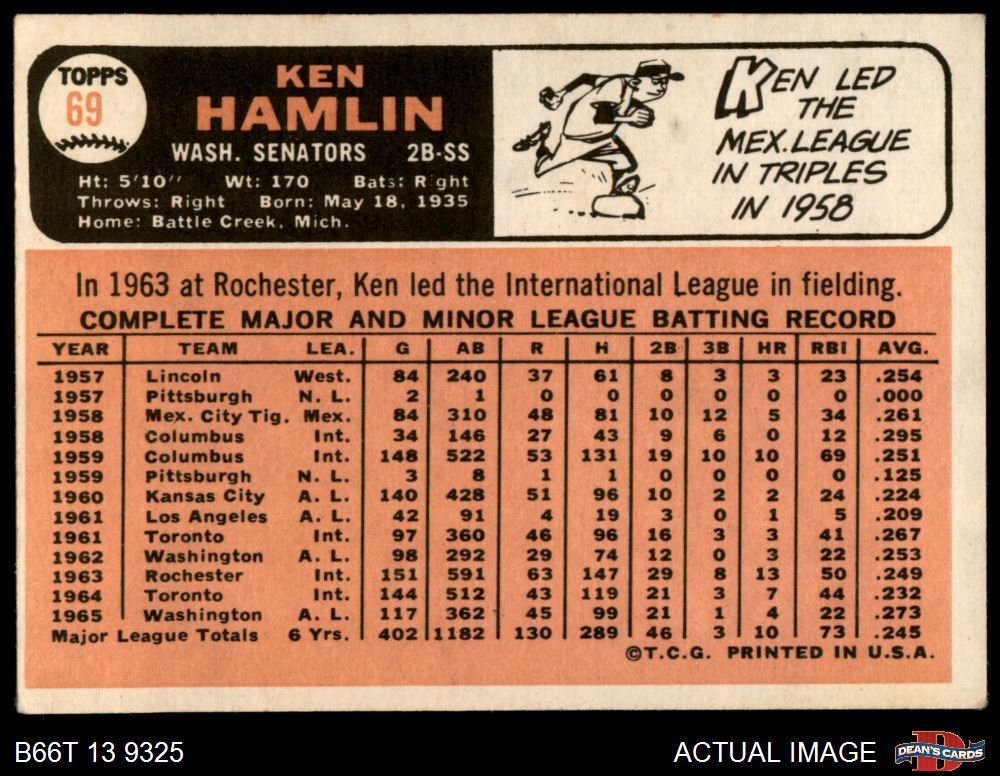 TOPPS
69
KEN
HAMLIN
WASH. SENATORS 2B-SS
Ht: 5'10'' Wt: 170 Bats: Right
Throws: Right Born: May 18, 1935
Home: Battle Creek, Mich.
KEN LED
THE
MEX. LEAGUE
IN TRIPLES
IN 1958
In 1963 at Rochester, Ken led the International League in fielding.
COMPLETE MAJOR AND MINOR LEAGUE BATTING RECORD
YEAR TEAM LEA. G AB R H 2B 3B HR RBI AVG.
1957 Lincoln West. 84 240 37 61 8 3 3 23 .254
1957 Pittsburgh N. L. 2 1 0 0 0 0 0 0 .000
1958 Mex. City Tig. Mex. 84 310 48 81 10 12 5 34 .261
1958 Columbus Int. 34 146 27 43 9 6 0 12 .295
1959 Columbus Int. 148 522 53 131 19 10 10 69 .251
1959 Pittsburgh N. L. 3 8 1 1 0 0 0 0 .125
1960 Kansas City A. L. 140 428 51 96 10 2 2 24 .224
1961 Los Angeles A. L. 42 91 4 19 3 0 1 5 .209
1961 Toronto Int. 97 360 46 96 16 3 3 41 .267
1962 Washington A. L. 98 292 29 74 12 0 3 22 .253
1963 Rochester Int. 151 591 63 147 29 8 13 50 .249
1964 Toronto Int. 144 512 43 119 21 3 7 44 .232
1965 Washington A. L. 117 362 45 99 21 1 4 22 .273
Major League Totals 6 Yrs. 402 1182 130 289 46 3 10 73 .245
©T.C.G. PRINTED IN U.S.A.
B66T 13 9325
ACTUAL IMAGE
DEAN'S CARDS